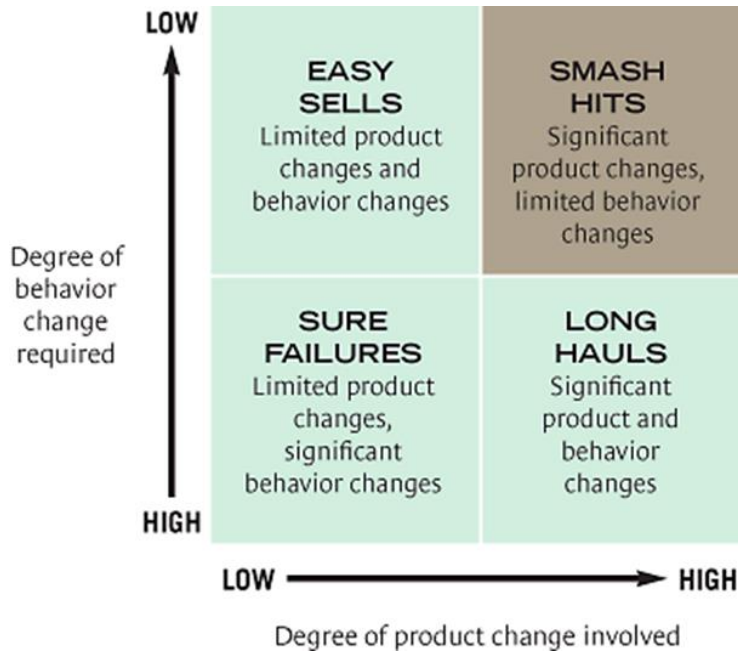 LOW
EASY
SELLS
Limited product
changes and
behavior changes
SMASH
HITS
Significant
product changes,
limited behavior
changes
Degree of
behavior
change
required
SURE
FAILURES
Limited product
changes,
significant
behavior changes
LONG
HAULS
Significant
product and
behavior
changes
HIGH
LOW
HIGH
Degree of product change involved